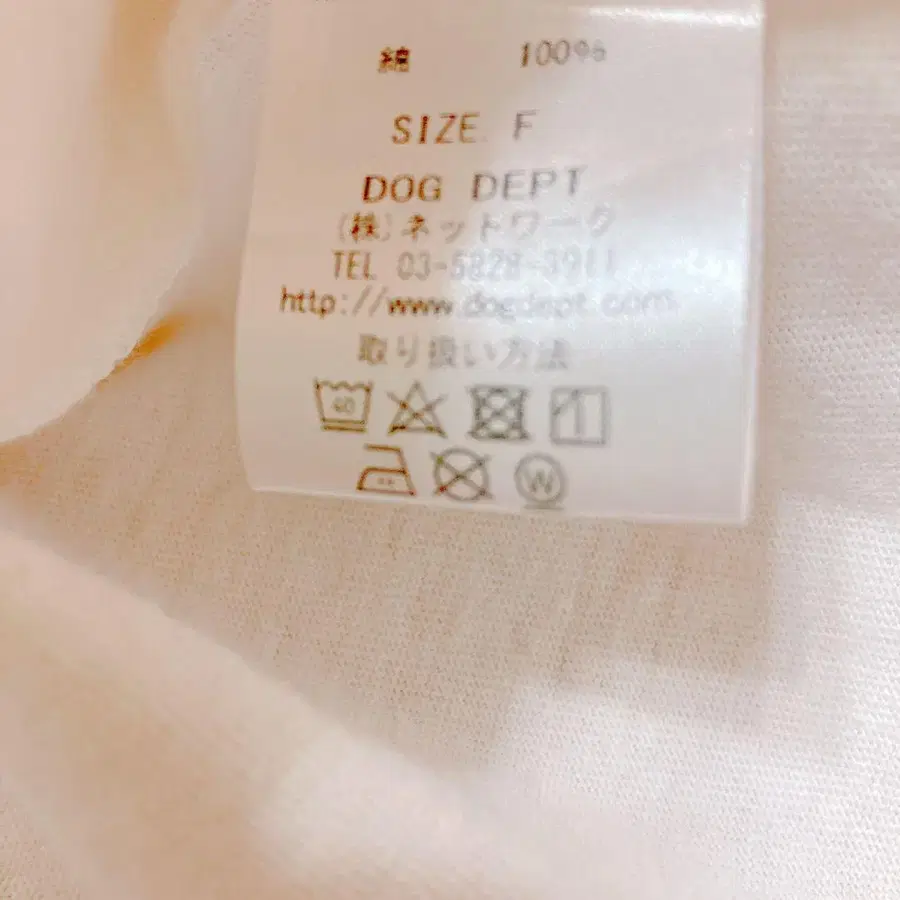 綿 100%
SIZE F
DOG DEPT
(株)ネットワーク
TEL 03-5828-3911
http://www.dogdept.com
取り扱い方法
40
W